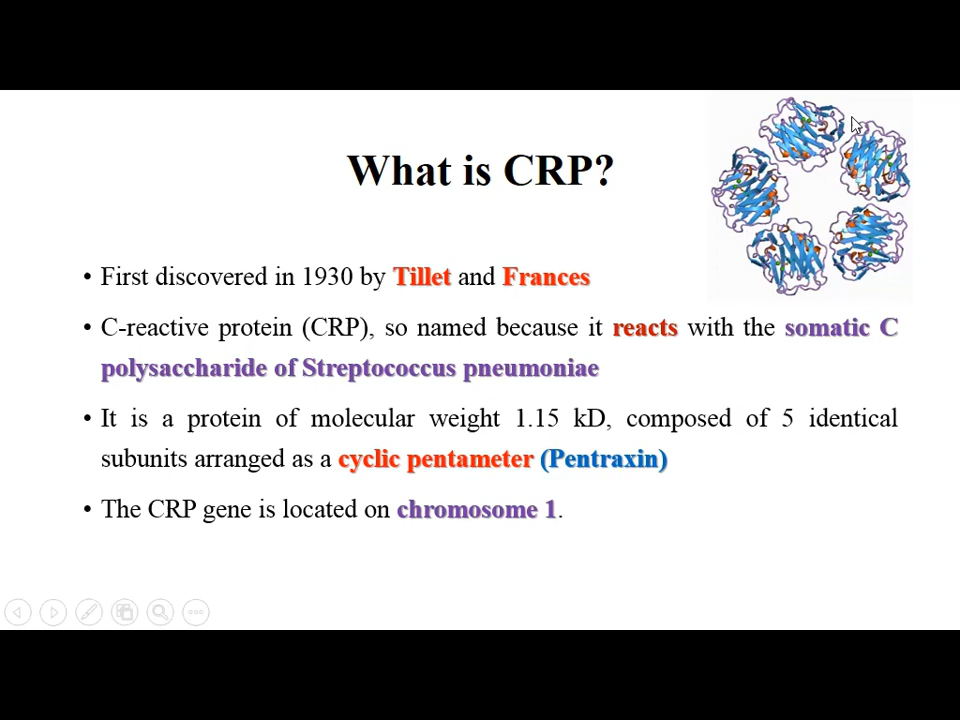 What is CRP?
• First discovered in 1930 by Tillet and Frances
• C-reactive protein (CRP), so named because it reacts with the somatic C
polysaccharide of Streptococcus pneumoniae
• It is a protein of molecular weight 1.15 kD, composed of 5 identical
subunits arranged as a cyclic pentameter (Pentraxin)
• The CRP gene is located on chromosome 1.